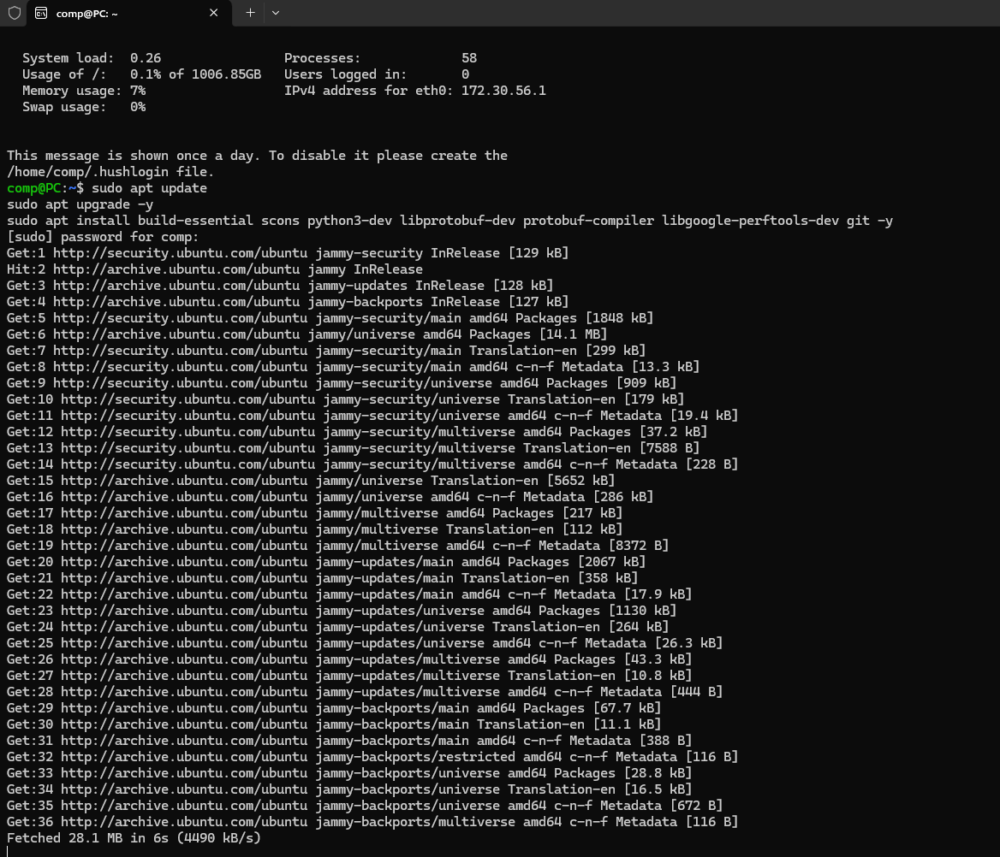 comp@PC: ~
System load: 0.26 Processes: 58
Usage of /: 0.1% of 1006.85GB Users logged in: 0
Memory usage: 7% IPv4 address for eth0: 172.30.56.1
Swap usage: 0%
This message is shown once a day. To disable it please create the
/home/comp/.hushlogin file.
comp@PC:~$ sudo apt update
sudo apt upgrade -y
sudo apt install build-essential scons python3-dev libprotobuf-dev protobuf-compiler libgoogle-perftools-dev git -y
[sudo] password for comp:
Get:1 http://security.ubuntu.com/ubuntu jammy-security InRelease [129 kB]
Hit:2 http://archive.ubuntu.com/ubuntu jammy InRelease
Get:3 http://archive.ubuntu.com/ubuntu jammy-updates InRelease [128 kB]
Get:4 http://archive.ubuntu.com/ubuntu jammy-backports InRelease [127 kB]
Get:5 http://security.ubuntu.com/ubuntu jammy-security/main amd64 Packages [1848 kB]
Get:6 http://archive.ubuntu.com/ubuntu jammy/universe amd64 Packages [14.1 MB]
Get:7 http://security.ubuntu.com/ubuntu jammy-security/main Translation-en [299 kB]
Get:8 http://security.ubuntu.com/ubuntu jammy-security/main amd64 c-n-f Metadata [13.3 kB]
Get:9 http://security.ubuntu.com/ubuntu jammy-security/universe amd64 Packages [909 kB]
Get:10 http://security.ubuntu.com/ubuntu jammy-security/universe Translation-en [179 kB]
Get:11 http://security.ubuntu.com/ubuntu jammy-security/universe amd64 c-n-f Metadata [19.4 kB]
Get:12 http://security.ubuntu.com/ubuntu jammy-security/multiverse amd64 Packages [37.2 kB]
Get:13 http://security.ubuntu.com/ubuntu jammy-security/multiverse Translation-en [7588 B]
Get:14 http://security.ubuntu.com/ubuntu jammy-security/multiverse amd64 c-n-f Metadata [228 B]
Get:15 http://archive.ubuntu.com/ubuntu jammy/universe Translation-en [5652 kB]
Get:16 http://archive.ubuntu.com/ubuntu jammy/universe amd64 c-n-f Metadata [286 kB]
Get:17 http://archive.ubuntu.com/ubuntu jammy/multiverse amd64 Packages [217 kB]
Get:18 http://archive.ubuntu.com/ubuntu jammy/multiverse Translation-en [112 kB]
Get:19 http://archive.ubuntu.com/ubuntu jammy/multiverse amd64 c-n-f Metadata [8372 B]
Get:20 http://archive.ubuntu.com/ubuntu jammy-updates/main amd64 Packages [2067 kB]
Get:21 http://archive.ubuntu.com/ubuntu jammy-updates/main Translation-en [358 kB]
Get:22 http://archive.ubuntu.com/ubuntu jammy-updates/main amd64 c-n-f Metadata [17.9 kB]
Get:23 http://archive.ubuntu.com/ubuntu jammy-updates/universe amd64 Packages [1130 kB]
Get:24 http://archive.ubuntu.com/ubuntu jammy-updates/universe Translation-en [264 kB]
Get:25 http://archive.ubuntu.com/ubuntu jammy-updates/universe amd64 c-n-f Metadata [26.3 kB]
Get:26 http://archive.ubuntu.com/ubuntu jammy-updates/multiverse amd64 Packages [43.3 kB]
Get:27 http://archive.ubuntu.com/ubuntu jammy-updates/multiverse Translation-en [10.8 kB]
Get:28 http://archive.ubuntu.com/ubuntu jammy-updates/multiverse amd64 c-n-f Metadata [444 B]
Get:29 http://archive.ubuntu.com/ubuntu jammy-backports/main amd64 Packages [67.7 kB]
Get:30 http://archive.ubuntu.com/ubuntu jammy-backports/main Translation-en [11.1 kB]
Get:31 http://archive.ubuntu.com/ubuntu jammy-backports/main amd64 c-n-f Metadata [388 B]
Get:32 http://archive.ubuntu.com/ubuntu jammy-backports/restricted amd64 c-n-f Metadata [116 B]
Get:33 http://archive.ubuntu.com/ubuntu jammy-backports/universe amd64 Packages [28.8 kB]
Get:34 http://archive.ubuntu.com/ubuntu jammy-backports/universe Translation-en [16.5 kB]
Get:35 http://archive.ubuntu.com/ubuntu jammy-backports/universe amd64 c-n-f Metadata [672 B]
Get:36 http://archive.ubuntu.com/ubuntu jammy-backports/multiverse amd64 c-n-f Metadata [116 B]
Fetched 28.1 MB in 6s (4490 kB/s)